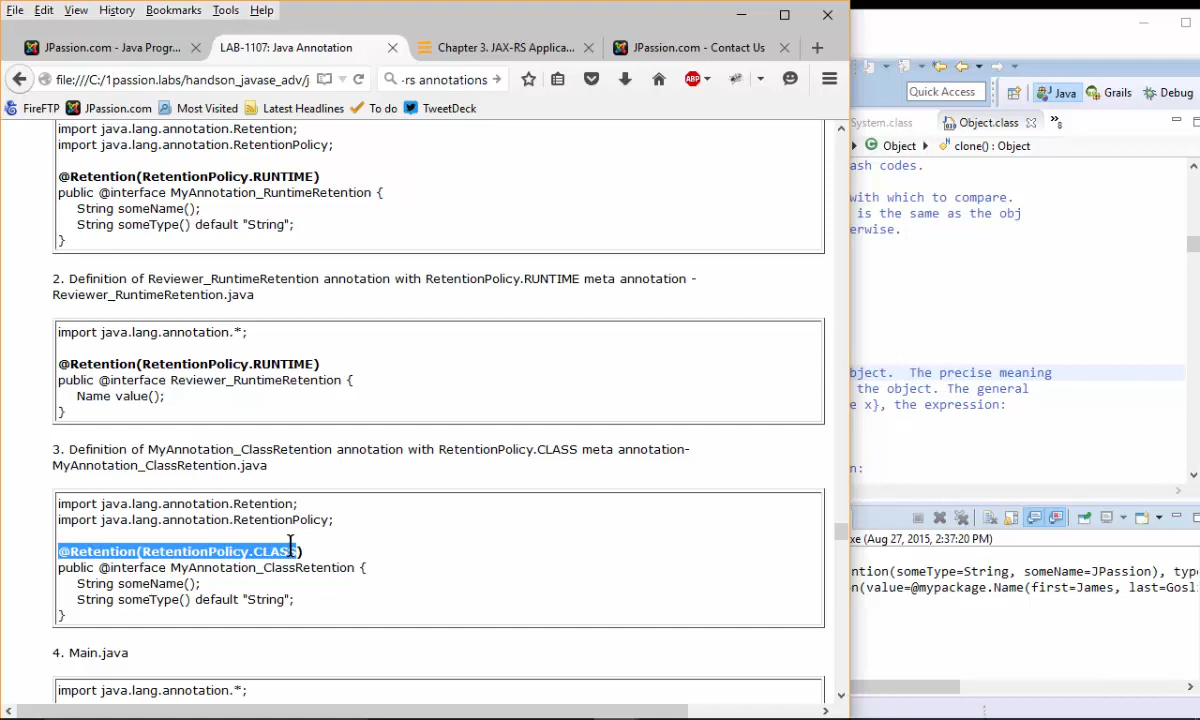 File Edit View History Bookmarks Tools Help
JPassion.com - Java Progr...
LAB-1107: Java Annotation
Chapter 3. JAX-RS Applica...
JPassion.com - Contact Us
file:///C:/1passion.labs/handson_javase_adv/j
-rs annotations
ABP
FireFTP JPassion.com Most Visited Latest Headlines To do TweetDeck
import java.lang.annotation.Retention;
import java.lang.annotation.RetentionPolicy;
@Retention(RetentionPolicy.RUNTIME)
public @interface MyAnnotation_RuntimeRetention {
String someName();
String someType() default "String";
}
2. Definition of Reviewer_RuntimeRetention annotation with RetentionPolicy.RUNTIME meta annotation -
Reviewer_RuntimeRetention.java
import java.lang.annotation.*;
@Retention(RetentionPolicy.RUNTIME)
public @interface Reviewer_RuntimeRetention {
Name value();
}
3. Definition of MyAnnotation_ClassRetention annotation with RetentionPolicy.CLASS meta annotation-
MyAnnotation_ClassRetention.java
import java.lang.annotation.Retention;
import java.lang.annotation.RetentionPolicy;
@Retention(RetentionPolicy.CLASS)
public @interface MyAnnotation_ClassRetention {
String someName();
String someType() default "String";
}
4. Main.java
import java.lang.annotation.*;
Quick Access
Java Grails Debug
System.class
Object.class
Object
clone() : Object
ash codes.
with which to compare.
is the same as the obj
erwise.
bject. The precise meaning
the object. The general
e x}, the expression:
n:
xe (Aug 27, 2015, 2:37:20 PM)
ntion(someType=String, someName=JPassion), type
n(value=@mypackage.Name(first=James, last=Gosl